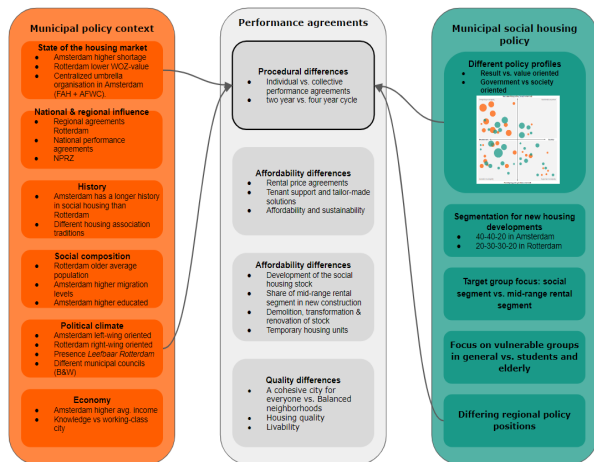 Municipal policy context
State of the housing market
Amsterdam higher shortage
Rotterdam lower WOZ-value
Centralized umbrella
organisation in Amsterdam
(FAH + AFWC).
National & regional influence
Regional agreements
Rotterdam
National performance
agreements
NPRZ
History
Amsterdam has a longer history
in social housing than
Rotterdam
Different housing association
traditions
Social composition
Rotterdam older average
population
Amsterdam higher migration
levels
Amsterdam higher educated
Political climate
Amsterdam left-wing oriented
Rotterdam right-wing oriented
Presence Leefbaar Rotterdam
Different municipal councils
(B&W)
Economy
Amsterdam higher avg. income
Knowledge vs working-class
city
Performance agreements
Procedural differences
Individual vs. collective
performance agreements
two year vs. four year cycle
Affordability differences
Rental price agreements
Tenant support and tailor-made
solutions
Affordability and sustainability
Affordability differences
Development of the social
housing stock
Share of mid-range rental
segment in new construction
Demolition, transformation &
renovation of stock
Temporary housing units
Quality differences
A cohesive city for
everyone vs. Balanced
neighborhoods
Housing quality
Livability
Municipal social housing
policy
Different policy profiles
Result vs. value oriented
Government vs society
oriented
Segmentation for new housing
developments
40-40-20 in Amsterdam
20-30-30-20 in Rotterdam
Target group focus: social
segment vs. mid-range rental
segment
Focus on vulnerable groups
in general vs. students and
elderly
Differing regional policy
positions